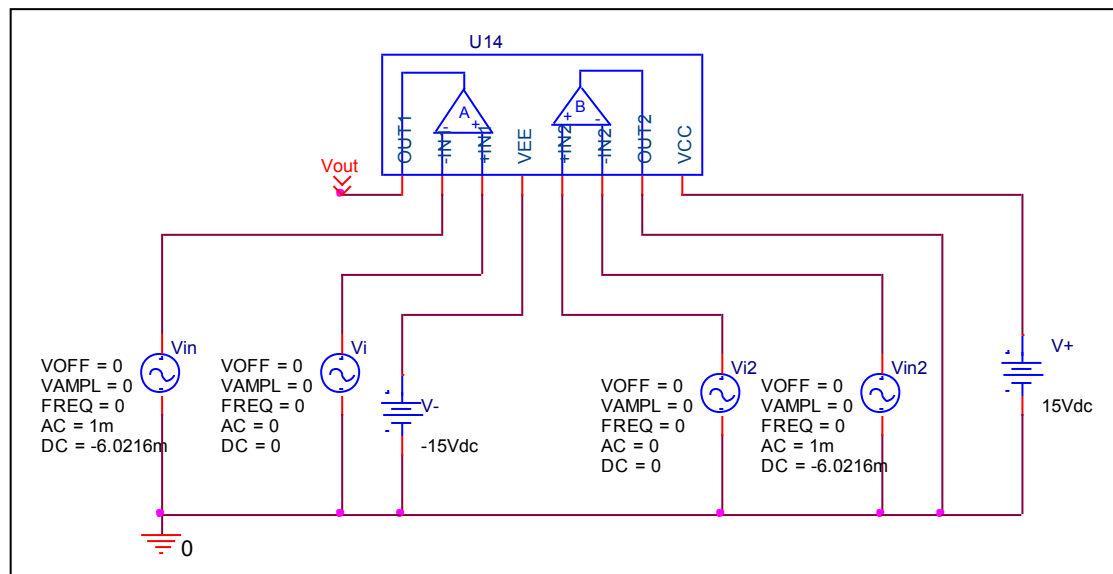 U14
A
B
- + + -
OUT1
-IN1
+IN1
VEE
+IN2
-IN2
OUT2
VCC
Vout
Vin
VOFF = 0
VAMPL = 0
FREQ = 0
AC = 1m
DC = -6.0216m
Vi
VOFF = 0
VAMPL = 0
FREQ = 0
AC = 0
DC = 0
V-
-15Vdc
Vi2
VOFF = 0
VAMPL = 0
FREQ = 0
AC = 0
DC = 0
Vin2
VOFF = 0
VAMPL = 0
FREQ = 0
AC = 1m
DC = -6.0216m
V+
15Vdc
0